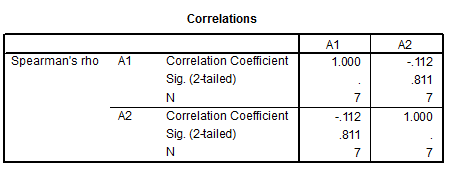 Correlations
A1 A2
Spearman's rho A1 Correlation Coefficient 1.000 -.112
Sig. (2-tailed) . .811
N 7 7
A2 Correlation Coefficient -.112 1.000
Sig. (2-tailed) .811 .
N 7 7